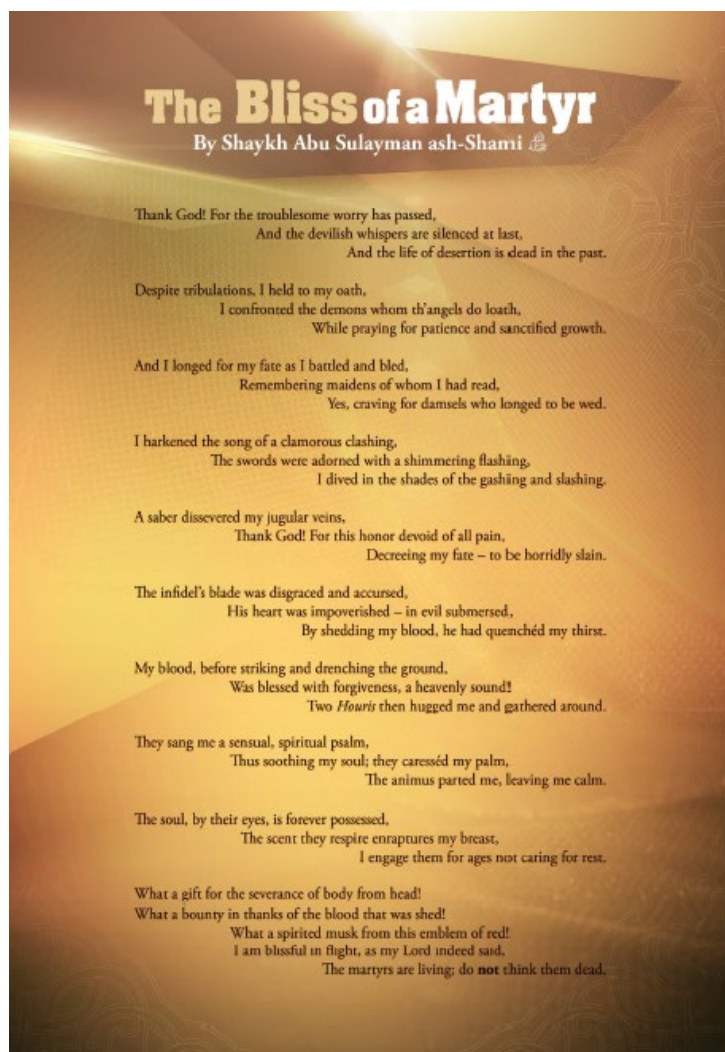 The Bliss of a Martyr
By Shaykh Abu Sulayman ash-Shami
Thank God! For the troublesome worry has passed,
And the devilish whispers are silenced at last,
And the life of desertion is dead in the past.
Despite tribulations, I held to my oath,
I confronted the demons whom th'angels do loath,
While praying for patience and sanctified growth.
And I longed for my fate as I battled and bled,
Remembering maidens of whom I had read,
Yes, craving for damsels who longed to be wed.
I harkened the song of a clamorous clashing,
The swords were adorned with a shimmering flashing,
I dived in the shades of the gashing and slashing.
A saber dissevered my jugular veins,
Thank God! For this honor devoid of all pain,
Decreeing my fate – to be horridly slain.
The infidel's blade was disgraced and accursed,
His heart was impoverished – in evil submersed,
By shedding my blood, he had quenchéd my thirst.
My blood, before striking and drenching the ground,
Was blessed with forgiveness, a heavenly sound!
Two Houris then hugged me and gathered around.
They sang me a sensual, spiritual psalm,
Thus soothing my soul; they caresséd my palm,
The animus parted me, leaving me calm.
The soul, by their eyes, is forever possessed,
The scent they respire enraptures my breast,
I engage them for ages not caring for rest.
What a gift for the severance of body from head!
What a bounty in thanks of the blood that was shed!
What a spirited musk from this emblem of red!
I am blissful in flight, as my Lord indeed said,
The martyrs are living; do not think them dead.